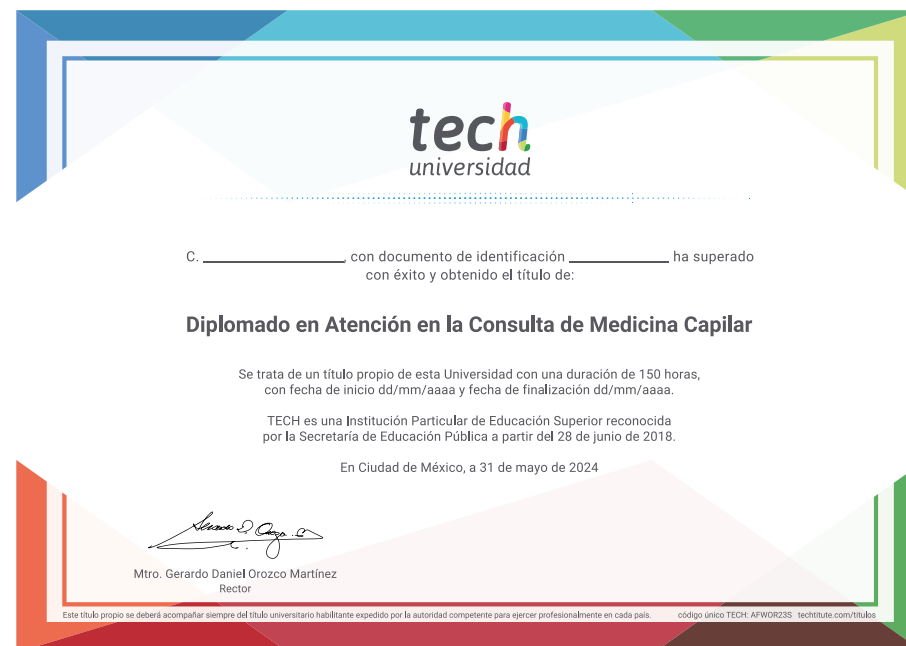 tech
universidad
C. ____________________, con documento de identificación ______________ ha superado
con éxito y obtenido el título de:
Diplomado en Atención en la Consulta de Medicina Capilar
Se trata de un título propio de esta Universidad con una duración de 150 horas,
con fecha de inicio dd/mm/aaaa y fecha de finalización dd/mm/aaaa.
TECH es una Institución Particular de Educación Superior reconocida
por la Secretaría de Educación Pública a partir del 28 de junio de 2018.
En Ciudad de México, a 31 de mayo de 2024
Mtro. Gerardo Daniel Orozco Martínez
Rector
Este título propio se deberá acompañar siempre del título universitario habilitante expedido por la autoridad competente para ejercer profesionalmente en cada país. código único TECH: AFWOR23S techtitute.com/titulos